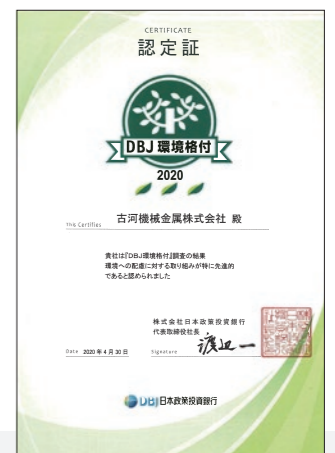 CERTIFICATE
認定証
DBJ 環境格付
2020
This Certifies 古河機械金属株式会社 殿
貴社は『DBJ環境格付』調査の結果
環境への配慮に対する取り組みが特に先進的
であると認められました
株式会社日本政策投資銀行
代表取締役社長
Date 2020 年 4 月 30 日 Signature 渡辺一
DBJ 日本政策投資銀行